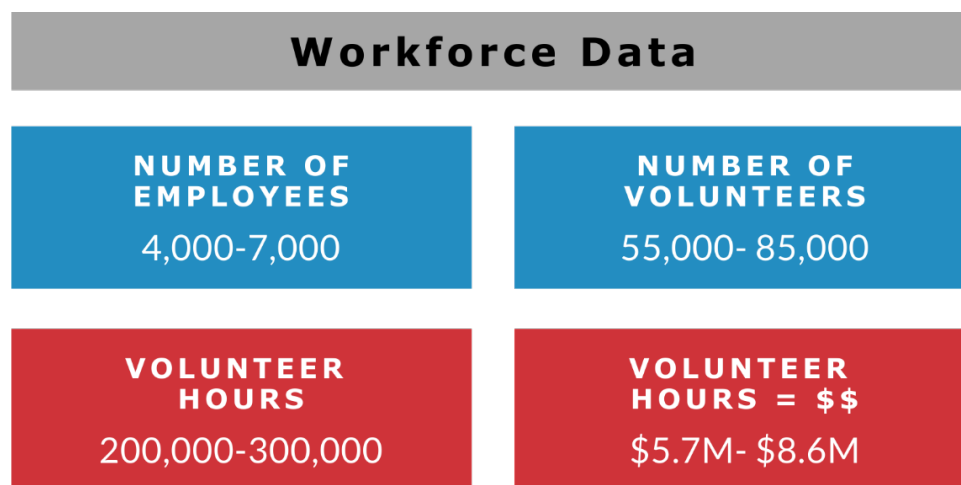 Workforce Data
NUMBER OF
EMPLOYEES
4,000-7,000
NUMBER OF
VOLUNTEERS
55,000- 85,000
VOLUNTEER
HOURS
200,000-300,000
VOLUNTEER
HOURS = $$
$5.7M- $8.6M